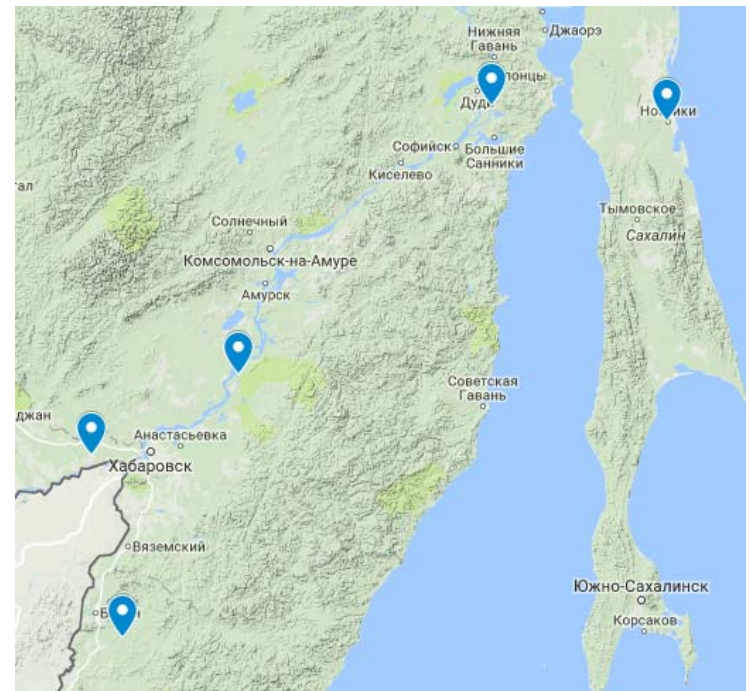 Джаорэ
Нижняя
Гавань
Софийск
Большие
Санники
Киселево
Тымовское
Сахалин
Солнечный
Комсомольск-на-Амуре
Амурск
Советская
Гавань
джан
Анастасьевка
Хабаровск
Вяземский
Южно-Сахалинск
Корсаков